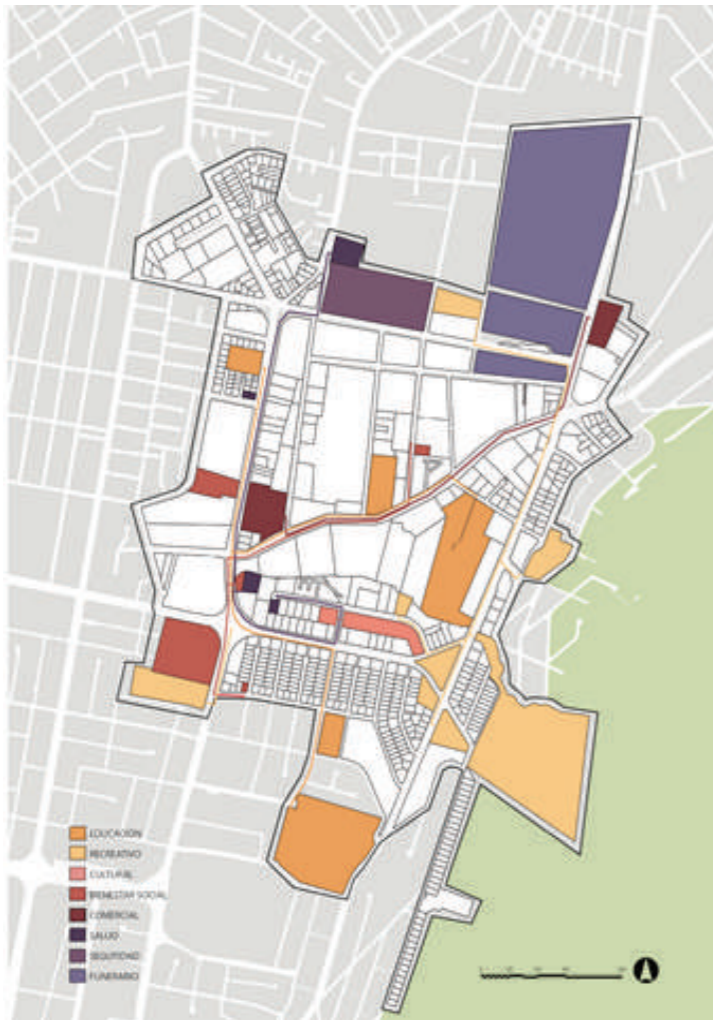 EDUCACIÓN
RECREATIVO
CULTURAL
BIENESTAR SOCIAL
COMERCIAL
SALUD
SEGURIDAD
FUNERARIO